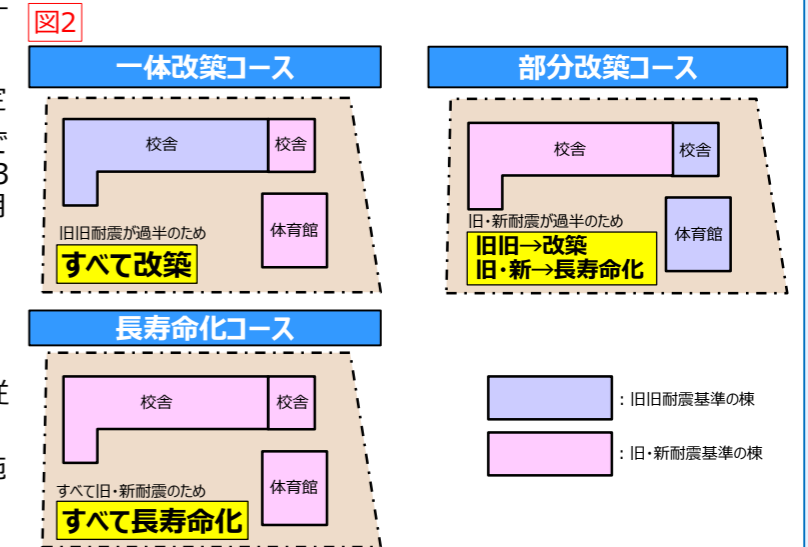 図2
一体改築コース
校舎
校舎
体育館
旧旧耐震が過半のため
すべて改築
部分改築コース
校舎
校舎
体育館
旧・新耐震が過半のため
旧旧→改築
旧・新→長寿命化
長寿命化コース
校舎
校舎
体育館
すべて旧・新耐震のため
すべて長寿命化
：旧旧耐震基準の棟
：旧・新耐震基準の棟